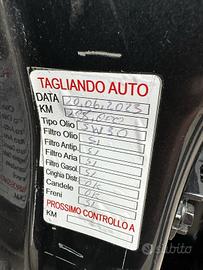 TAGLIANDO AUTO
DATA 20.06.2023
KM
Tipo Olio 5W30
Filtro Olio SI
Filtro Antip. SI
Filtro Aria SI
Filtro Gasol. SI
Cinghia Distr.
Candele
Freni
PROSSIMO CONTROLLO A
KM
subito